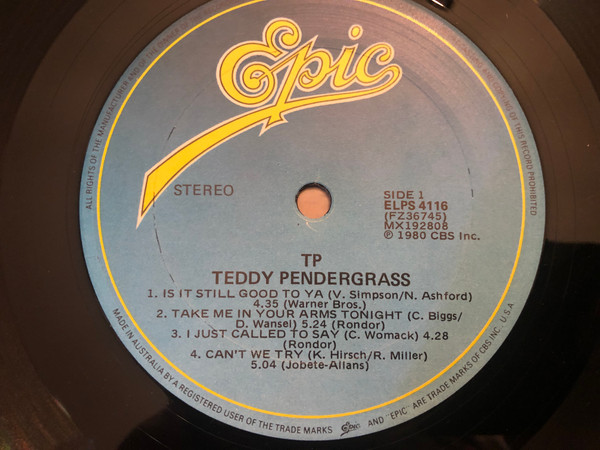 Epic
STEREO
SIDE 1
ELPS 4116
(FZ36745)
MX192808
℗ 1980 CBS Inc.
TP
TEDDY PENDERGRASS
1. IS IT STILL GOOD TO YA (V. Simpson/N. Ashford)
4.35 (Warner Bros.)
2. TAKE ME IN YOUR ARMS TONIGHT (C. Biggs/
D. Wansel) 5.24 (Rondor)
3. I JUST CALLED TO SAY (C. Womack) 4.28
(Rondor)
4. CAN'T WE TRY (K. Hirsch/R. Miller)
5.04 (Jobete-Allans)
ALL RIGHTS OF THE MANUFACTURER AND OF THE OWNER OF
OF THIS RECORD PROHIBITED
MADE IN AUSTRALIA BY A REGISTERED USER OF THE TRADE MARKS Epic AND "EPIC" ARE TRADE MARKS OF CBS INC. U.S.A